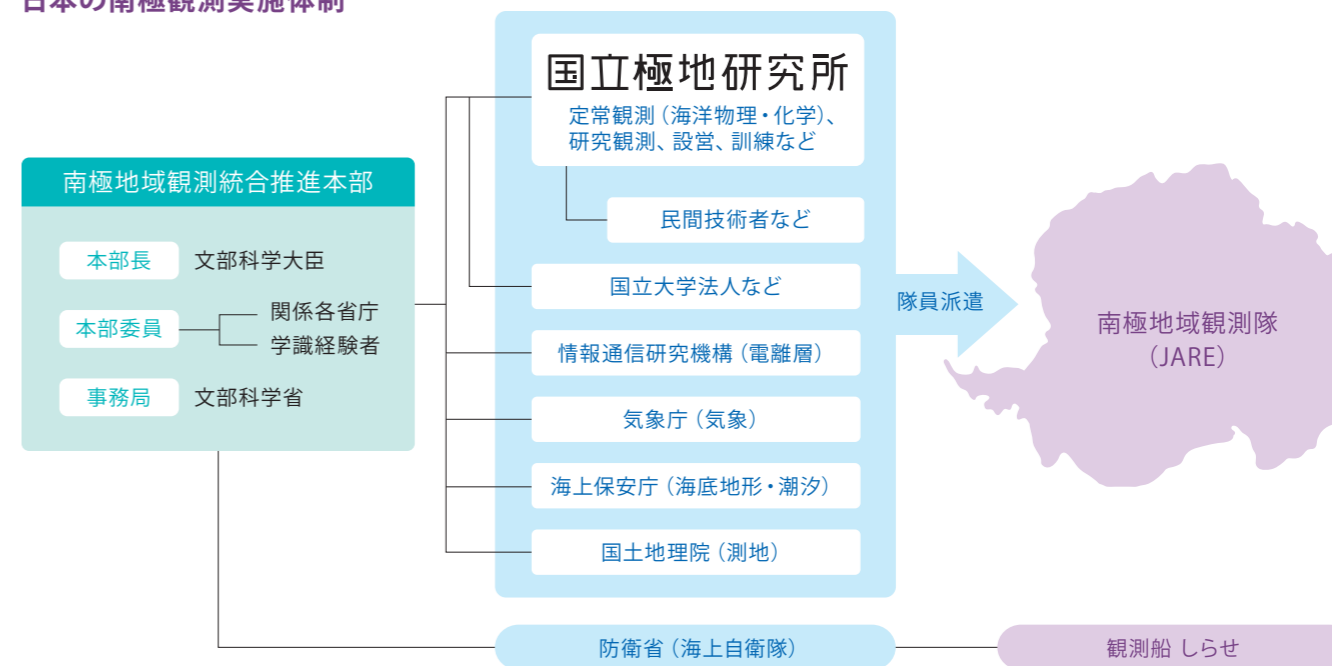 日本の南極観測実施体制
南極地域観測統合推進本部
本部長 文部科学大臣
本部委員 関係各省庁
学識経験者
事務局 文部科学省
国立極地研究所
定常観測（海洋物理・化学）、
研究観測、設営、訓練など
民間技術者など
国立大学法人など
情報通信研究機構（電離層）
気象庁（気象）
海上保安庁（海底地形・潮汐）
国土地理院（測地）
隊員派遣
南極地域観測隊
（JARE）
防衛省（海上自衛隊）
観測船 しらせ